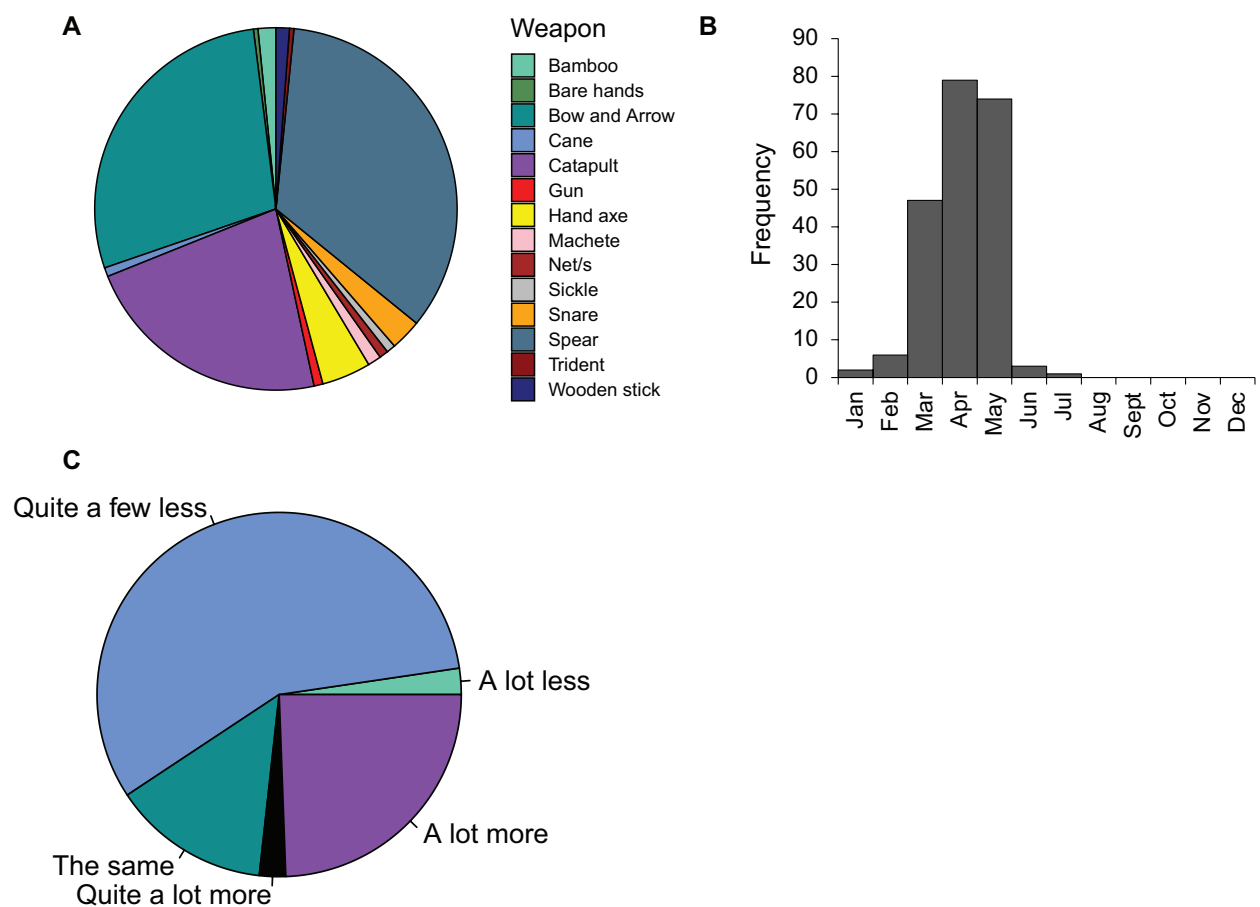 A
Weapon
Bamboo
Bare hands
Bow and Arrow
Cane
Catapult
Gun
Hand axe
Machete
Net/s
Sickle
Snare
Spear
Trident
Wooden stick
B
Frequency
90
80
70
60
50
40
30
20
10
0
Jan
Feb
Mar
Apr
May
Jun
Jul
Aug
Sept
Oct
Nov
Dec
C
Quite a few less
A lot less
A lot more
The same
Quite a lot more